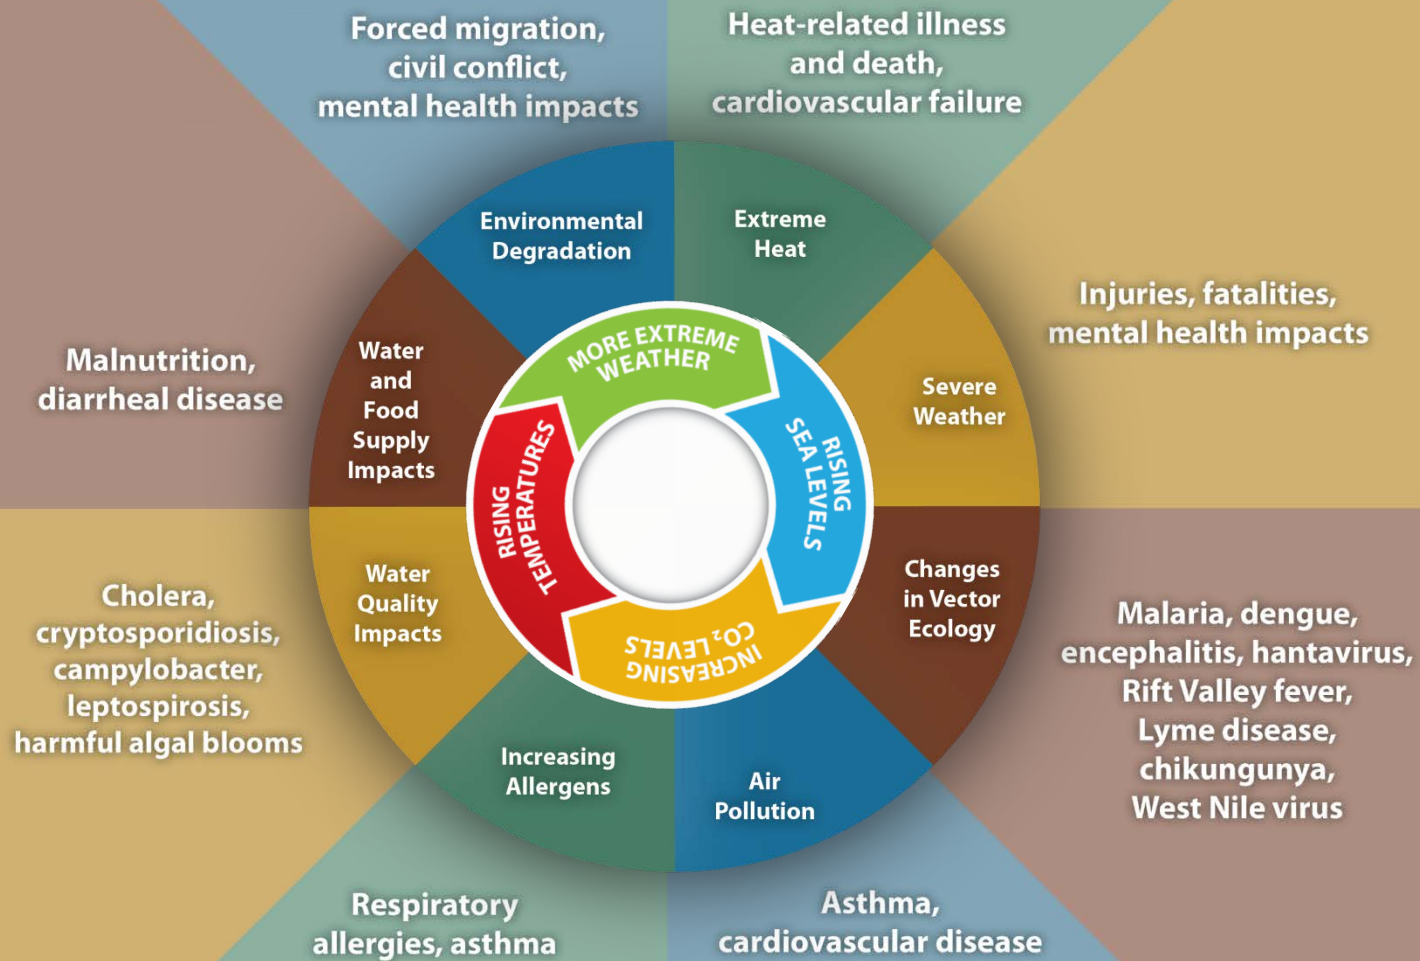 Forced migration,
civil conflict,
mental health impacts
Heat-related illness
and death,
cardiovascular failure
Environmental
Degradation
Extreme
Heat
Injuries, fatalities,
mental health impacts
Severe
Weather
Malnutrition,
diarrheal disease
Water
and
Food
Supply
Impacts
MORE EXTREME
WEATHER
RISING
SEA LEVELS
INCREASING
CO₂ LEVELS
RISING
TEMPERATURES
Cholera,
cryptosporidiosis,
campylobacter,
leptospirosis,
harmful algal blooms
Water
Quality
Impacts
Changes
in Vector
Ecology
Malaria, dengue,
encephalitis, hantavirus,
Rift Valley fever,
Lyme disease,
chikungunya,
West Nile virus
Increasing
Allergens
Air
Pollution
Respiratory
allergies, asthma
Asthma,
cardiovascular disease